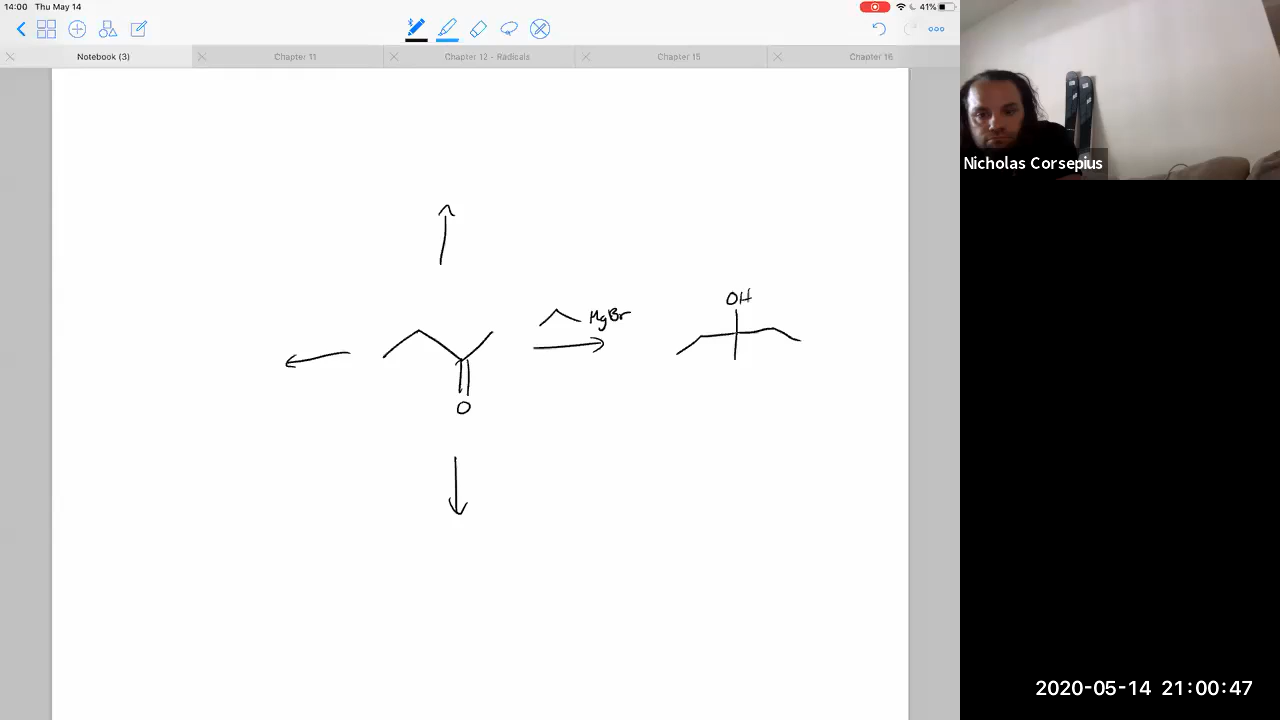 14:00 Thu May 14
41%
Notebook (3)
Chapter 11
Chapter 12 - Radicals
Chapter 15
Chapter 16
Nicholas Corsepius
OH
MgBr
O
2020-05-14 21:00:47